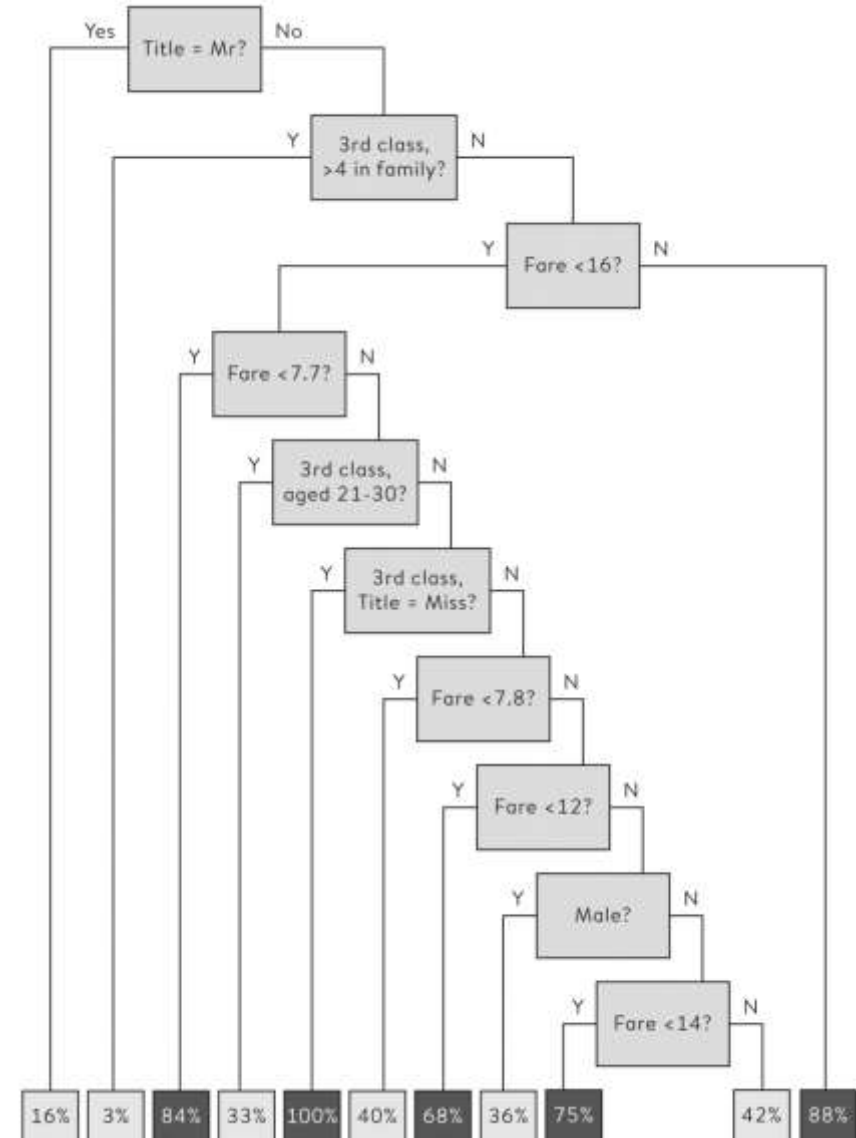 Yes
Title = Mr?
No
Y
3rd class,
>4 in family?
N
Y
Fare <16?
N
Y
Fare <7.7?
N
Y
3rd class,
aged 21-30?
N
Y
3rd class,
Title = Miss?
N
Y
Fare <7.8?
N
Y
Fare <12?
N
Y
Male?
N
Y
Fare <14?
N
16%
3%
84%
33%
100%
40%
68%
36%
75%
42%
88%